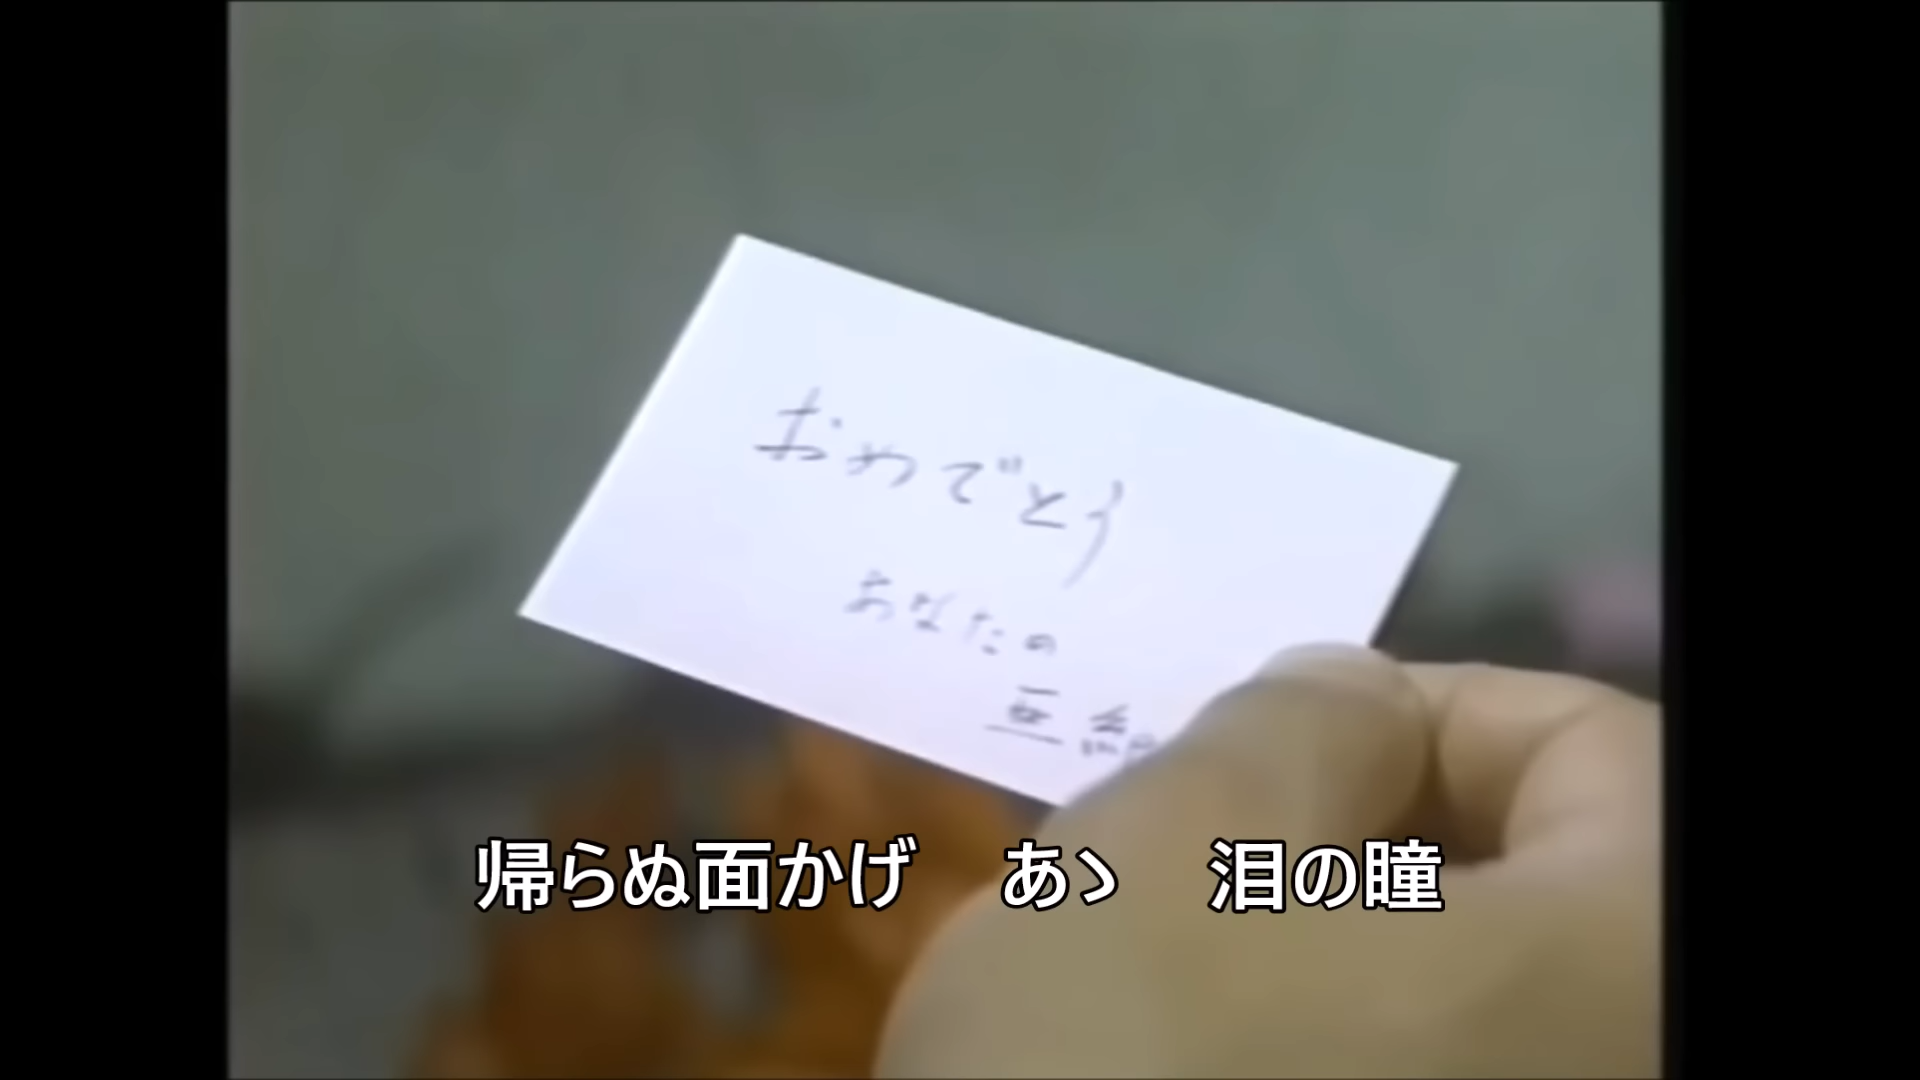 おめでとう
あなたの
亜
帰らぬ面かげ　あゝ　泪の瞳